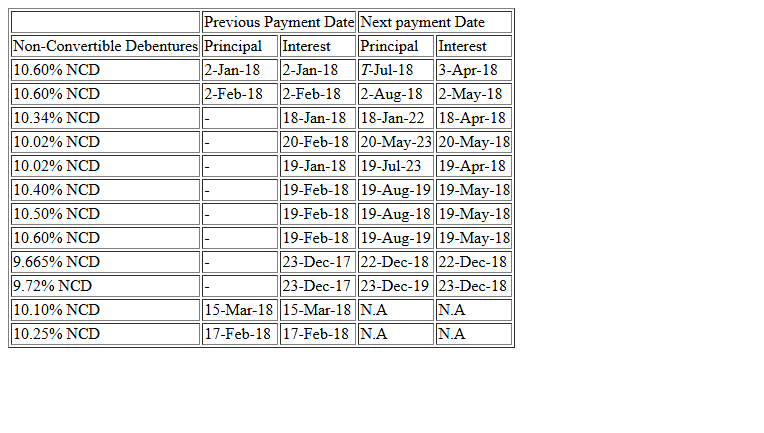 Previous Payment Date Next payment Date
Non-Convertible Debentures Principal Interest Principal Interest
10.60% NCD 2-Jan-18 2-Jan-18 T-Jul-18 3-Apr-18
10.60% NCD 2-Feb-18 2-Feb-18 2-Aug-18 2-May-18
10.34% NCD - 18-Jan-18 18-Jan-22 18-Apr-18
10.02% NCD - 20-Feb-18 20-May-23 20-May-18
10.02% NCD - 19-Jan-18 19-Jul-23 19-Apr-18
10.40% NCD - 19-Feb-18 19-Aug-19 19-May-18
10.50% NCD - 19-Feb-18 19-Aug-18 19-May-18
10.60% NCD - 19-Feb-18 19-Aug-19 19-May-18
9.665% NCD - 23-Dec-17 22-Dec-18 22-Dec-18
9.72% NCD - 23-Dec-17 23-Dec-19 23-Dec-18
10.10% NCD 15-Mar-18 15-Mar-18 N.A N.A
10.25% NCD 17-Feb-18 17-Feb-18 N.A N.A